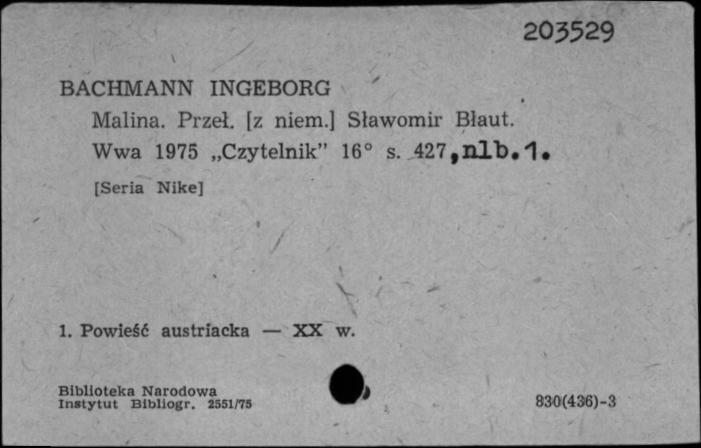 203529
BACHMANN INGEBORG
Malina. Przeł. [z niem.] Sławomir Błaut.
Wwa 1975 „Czytelnik” 16° s. 427,nlb.1.
[Seria Nike]
1. Powieść austriacka — XX w.
Biblioteka Narodowa
Instytut Bibliogr. 2551/75
830(436)-3